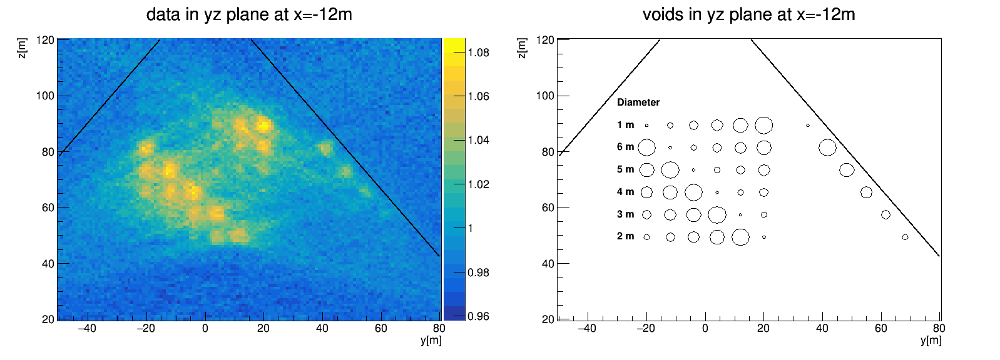 data in yz plane at x=-12m
z[m]
120
100
80
60
40
20
−40
−20
0
20
40
60
80
y[m]
1.08
1.06
1.04
1.02
1
0.98
0.96
voids in yz plane at x=-12m
z[m]
120
100
80
60
40
20
Diameter
1 m
6 m
5 m
4 m
3 m
2 m
−40
−20
0
20
40
60
80
y[m]